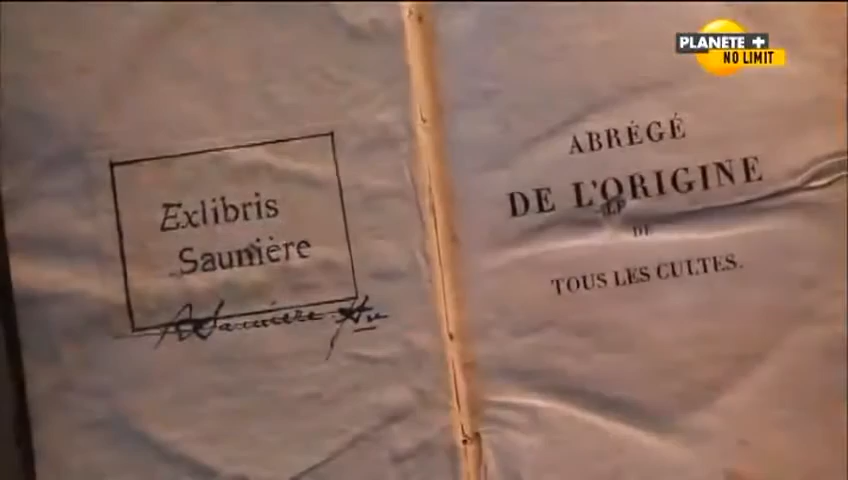 PLANETE +
NO LIMIT
Exlibris
Saunière
ABRÉGÉ
DE L'ORIGINE
DE
TOUS LES CULTES.